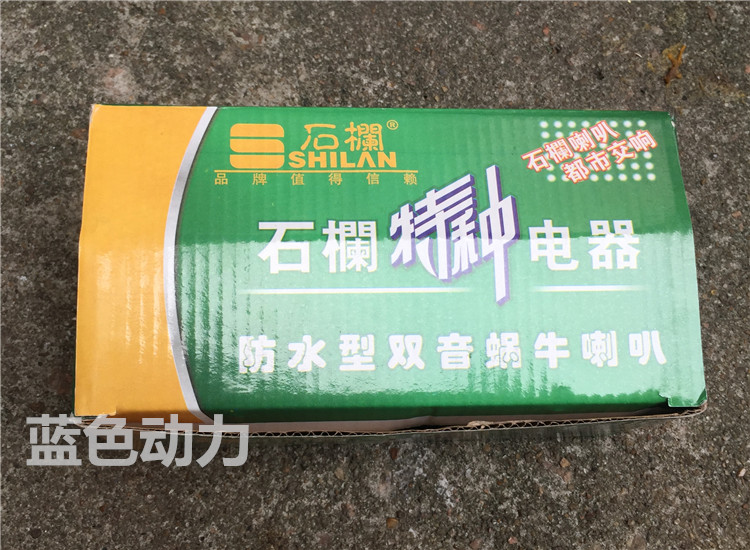 石欄®
SHILAN
品牌值得信赖
石欄喇叭
都市交响
石欄特种电器
防水型双音蜗牛喇叭
蓝色动力